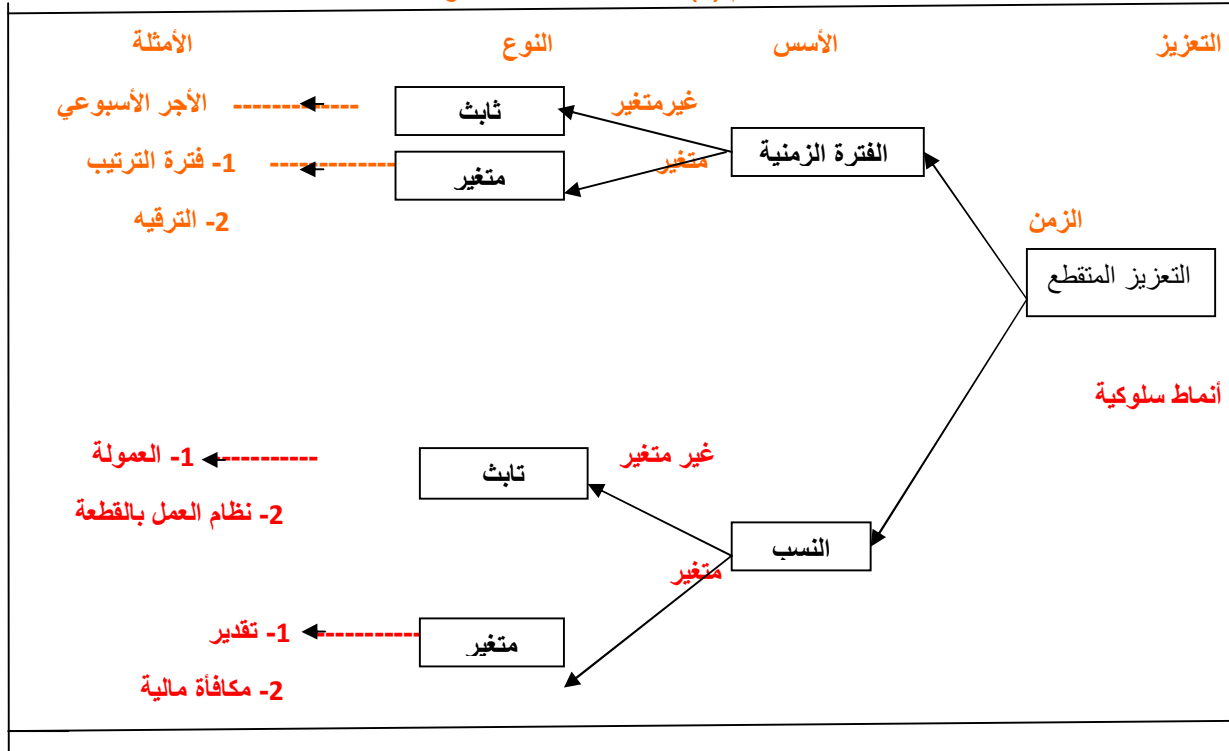 التعزيز الأسس النوع الأمثلة
غيرمتغير ثابث الأجر الأسبوعي
الفترة الزمنية متغير متغير 1- فترة الترتيب
2- الترقيه
الزمن
التعزيز المتقطع
أنماط سلوكية
غير متغير تابث 1- العمولة
2- نظام العمل بالقطعة
النسب
متغير
متغير 1- تقدير
2- مكافأة مالية